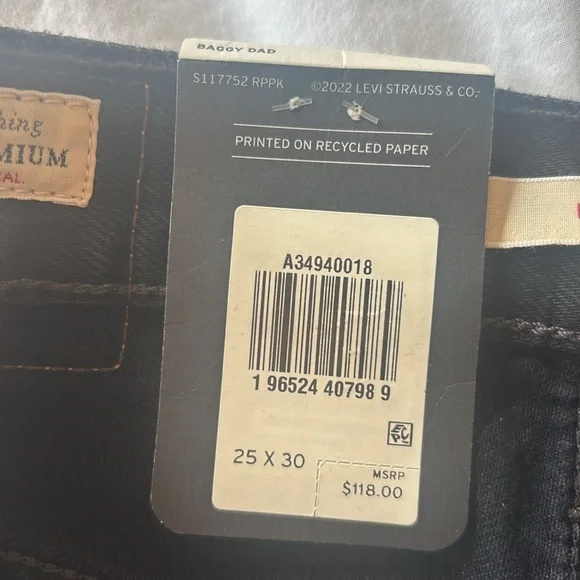 BAGGY DAD
S117752 RPPK ©2022 LEVI STRAUSS & CO.
PRINTED ON RECYCLED PAPER
A34940018
1 96524 40798 9
25 X 30
MSRP
$118.00